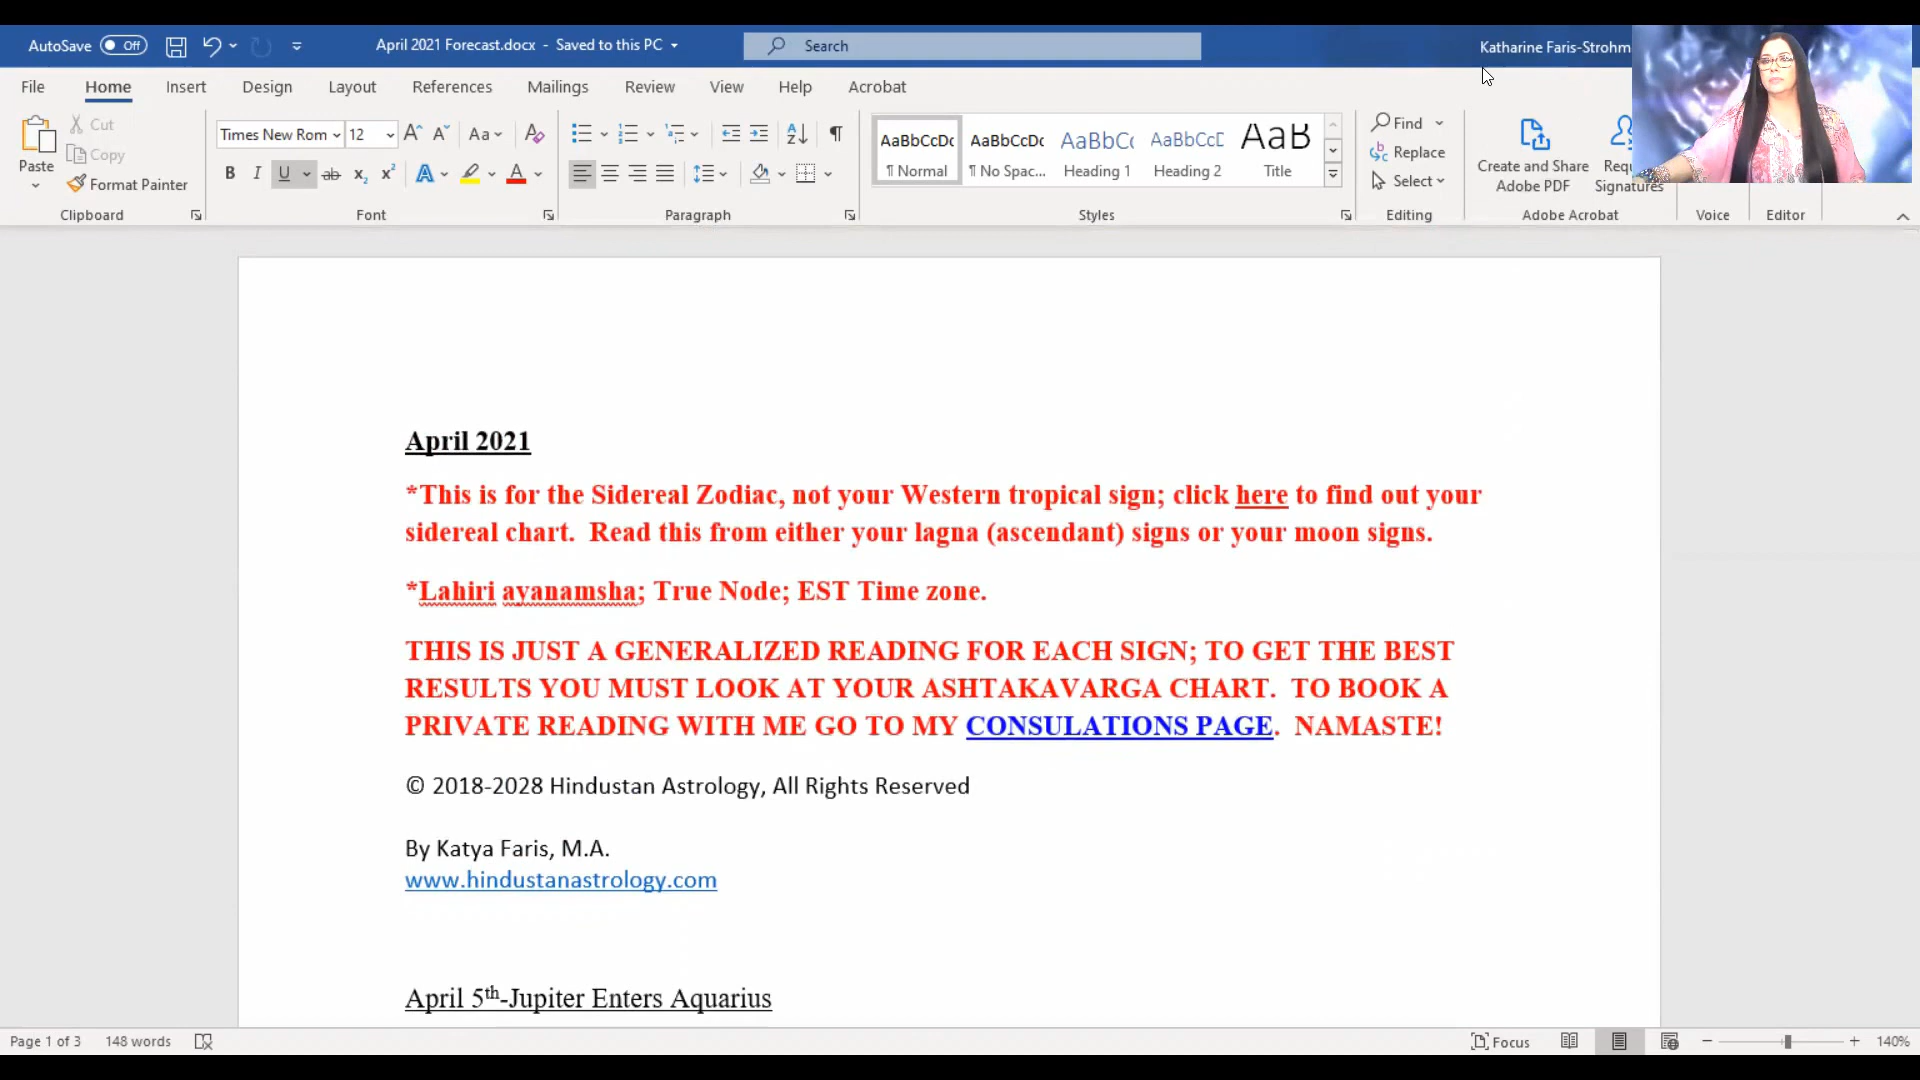 AutoSave Off April 2021 Forecast.docx - Saved to this PC Search Katharine Faris-Strohm
File Home Insert Design Layout References Mailings Review View Help Acrobat
Paste
Cut
Copy
Format Painter
Clipboard
Times New Rom 12
Font
Paragraph
AaBbCcDc AaBbCcDc AaBbCc AaBbCcD AaB
¶ Normal ¶ No Spac... Heading 1 Heading 2 Title
Styles
Find
Replace
Select
Editing
Create and Share
Adobe PDF
Signatures
Adobe Acrobat
Voice
Editor
April 2021
*This is for the Sidereal Zodiac, not your Western tropical sign; click here to find out your
sidereal chart. Read this from either your lagna (ascendant) signs or your moon signs.
*Lahiri ayanamsha; True Node; EST Time zone.
THIS IS JUST A GENERALIZED READING FOR EACH SIGN; TO GET THE BEST
RESULTS YOU MUST LOOK AT YOUR ASHTAKAVARGA CHART. TO BOOK A
PRIVATE READING WITH ME GO TO MY CONSULATIONS PAGE. NAMASTE!
© 2018-2028 Hindustan Astrology, All Rights Reserved
By Katya Faris, M.A.
www.hindustanastrology.com
April 5th-Jupiter Enters Aquarius
Page 1 of 3 148 words Focus 140%